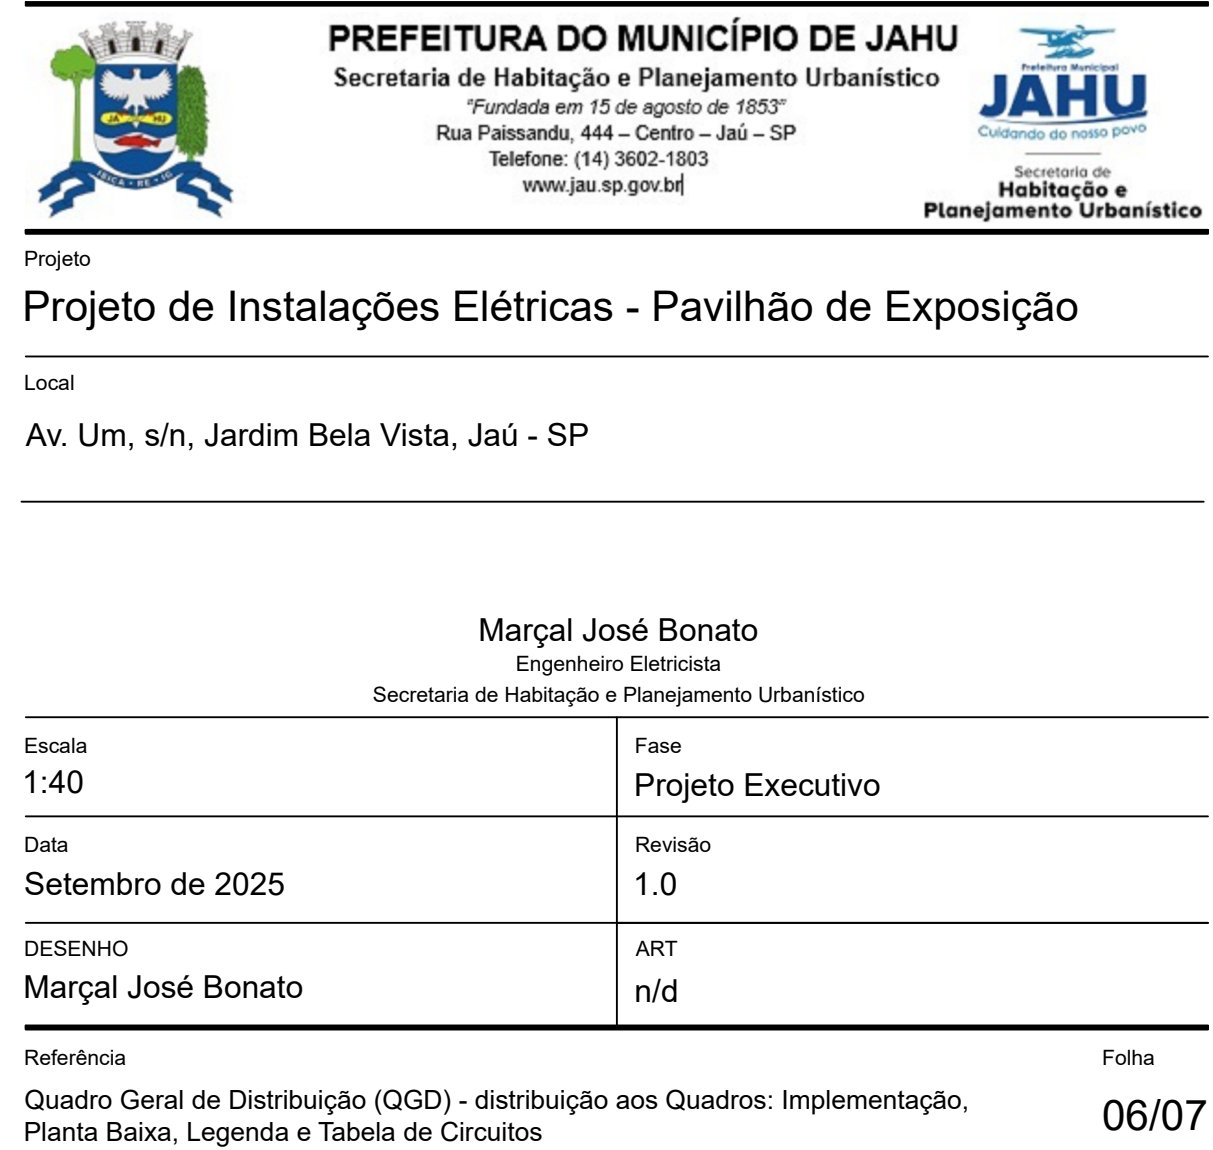 PREFEITURA DO MUNICÍPIO DE JAHU
Secretaria de Habitação e Planejamento Urbanístico
"Fundada em 15 de agosto de 1853"
Rua Paissandu, 444 – Centro – Jaú – SP
Telefone: (14) 3602-1803
www.jau.sp.gov.br
JA HU
Prefeitura Municipal
JAHU
Cuidando do nosso povo
Secretaria de
Habitação e
Planejamento Urbanístico
Projeto
Projeto de Instalações Elétricas - Pavilhão de Exposição
Local
Av. Um, s/n, Jardim Bela Vista, Jaú - SP
Marçal José Bonato
Engenheiro Eletricista
Secretaria de Habitação e Planejamento Urbanístico
Escala
1:40
Fase
Projeto Executivo
Data
Setembro de 2025
Revisão
1.0
DESENHO
Marçal José Bonato
ART
n/d
Referência
Quadro Geral de Distribuição (QGD) - distribuição aos Quadros: Implementação,
Planta Baixa, Legenda e Tabela de Circuitos
Folha
06/07